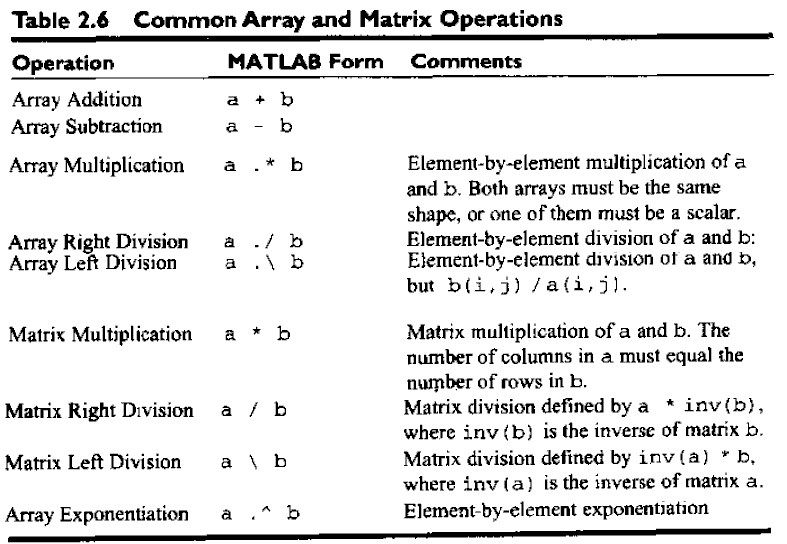 Table 2.6 Common Array and Matrix Operations
Operation MATLAB Form Comments
Array Addition a + b
Array Subtraction a - b
Array Multiplication a .* b Element-by-element multiplication of a
and b. Both arrays must be the same
shape, or one of them must be a scalar.
Array Right Division a ./ b Element-by-element division of a and b:
Array Left Division a .\ b Element-by-element division of a and b,
but b(i,j) /a(i,j).
Matrix Multiplication a * b Matrix multiplication of a and b. The
number of columns in a must equal the
number of rows in b.
Matrix Right Division a / b Matrix division defined by a * inv(b),
where inv(b) is the inverse of matrix b.
Matrix Left Division a \ b Matrix division defined by inv(a) * b,
where inv(a) is the inverse of matrix a.
Array Exponentiation a .^ b Element-by-element exponentiation